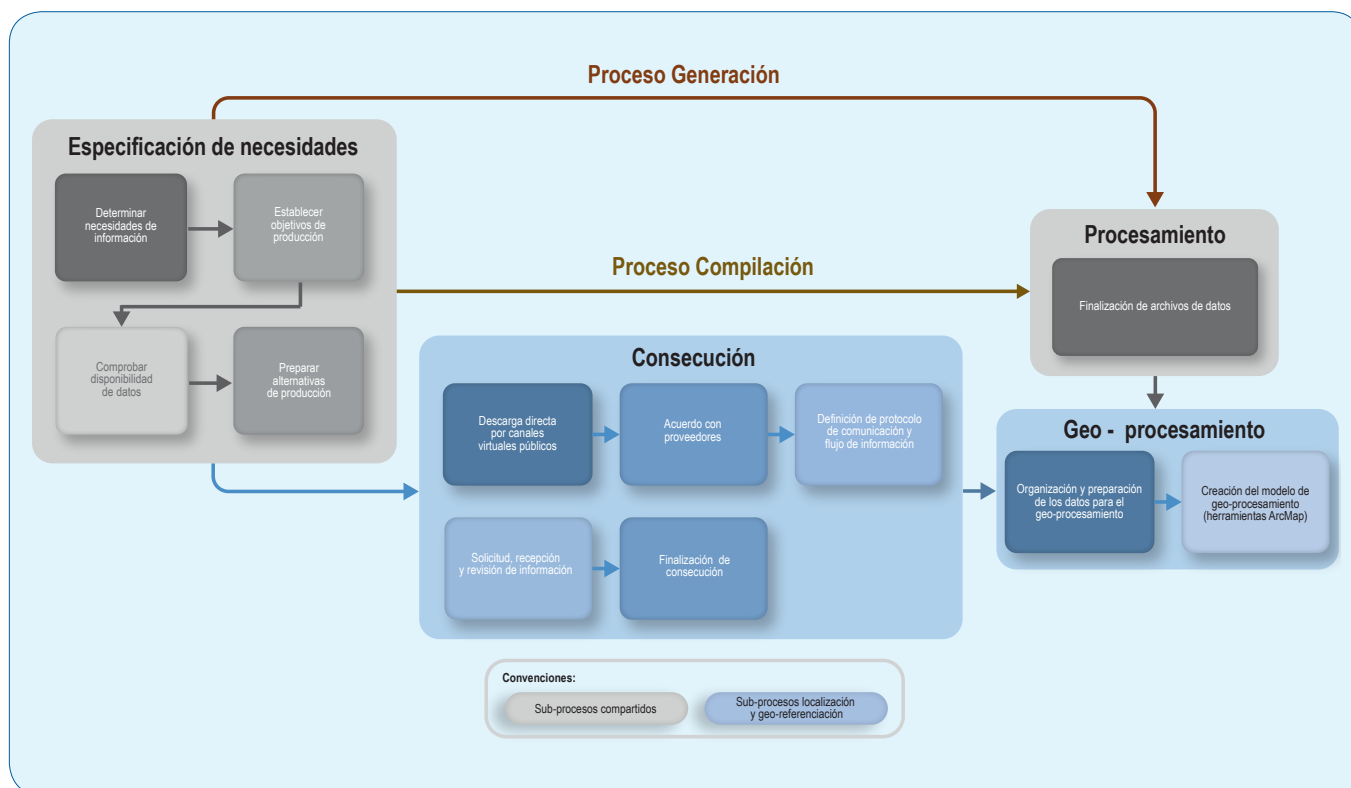 Proceso Generación
Especificación de necesidades
Determinar
necesidades de
información
Establecer
objetivos de
producción
Comprobar
disponibilidad
de datos
Preparar
alternativas
de producción
Proceso Compilación
Procesamiento
Finalización de archivos de datos
Consecución
Descarga directa
por canales
virtuales públicos
Acuerdo con
proveedores
Definición de protocolo
de comunicación y
flujo de información
Solicitud, recepción
y revisión de información
Finalización de
consecución
Geo - procesamiento
Organización y preparación
de los datos para el
geo-procesamiento
Creación del modelo de
geo-procesamiento
(herramientas ArcMap)
Convenciones:
Sub-procesos compartidos
Sub-procesos localización
y geo-referenciación